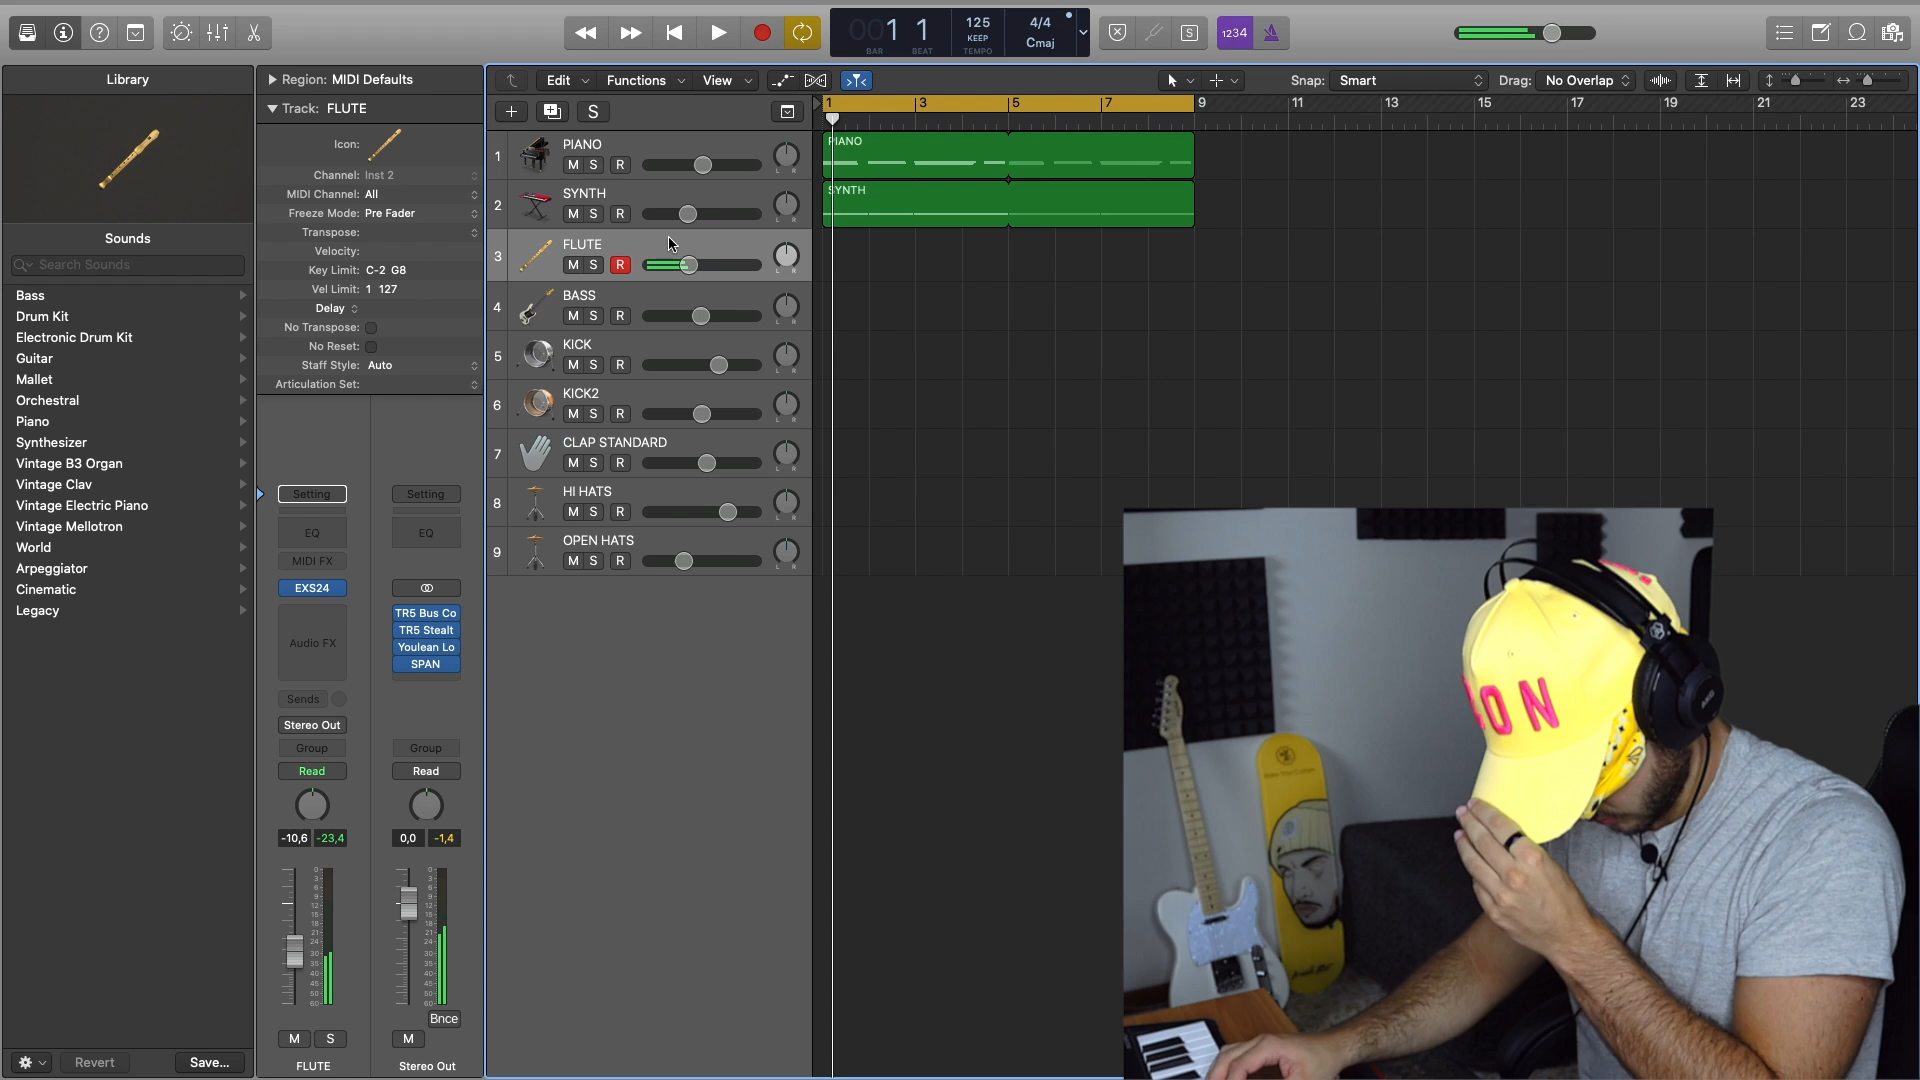 1 1
BAR BEAT
125
KEEP
TEMPO
4/4
Cmaj
S
1234
Library
Region: MIDI Defaults
Edit
Functions
View
Snap: Smart
Drag: No Overlap
Track: FLUTE
S
1 3 5 7 9 11 13 15 17 19 21 23
Icon:
Channel: Inst 2
MIDI Channel: All
Freeze Mode: Pre Fader
Transpose:
Velocity:
Key Limit: C-2 G8
Vel Limit: 1 127
Delay
No Transpose:
No Reset:
Staff Style: Auto
Articulation Set:
Sounds
Search Sounds
Bass
Drum Kit
Electronic Drum Kit
Guitar
Mallet
Orchestral
Piano
Synthesizer
Vintage B3 Organ
Vintage Clav
Vintage Electric Piano
Vintage Mellotron
World
Arpeggiator
Cinematic
Legacy
Revert
Save...
Setting
EQ
MIDI FX
EXS24
Audio FX
Sends
Stereo Out
Group
Read
-10,6 -23,4
M S
FLUTE
Setting
EQ
TR5 Bus Co
TR5 Stealt
Youlean Lo
SPAN
Group
Read
0,0 -1,4
Bnce
M
Stereo Out
1 PIANO
M S R
2 SYNTH
M S R
3 FLUTE
M S R
4 BASS
M S R
5 KICK
M S R
6 KICK2
M S R
7 CLAP STANDARD
M S R
8 HI HATS
M S R
9 OPEN HATS
M S R
PIANO
SYNTH
ON
AKG